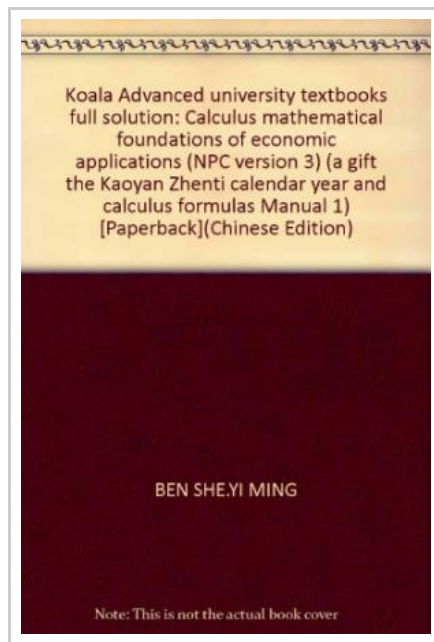 Koala Advanced university textbooks
full solution: Calculus mathematical
foundations of economic
applications (NPC version 3) (a gift
the Kaoyan Zhenti calendar year and
calculus formulas Manual 1)
[Paperback](Chinese Edition)
BEN SHE.YI MING
Note: This is not the actual book cover